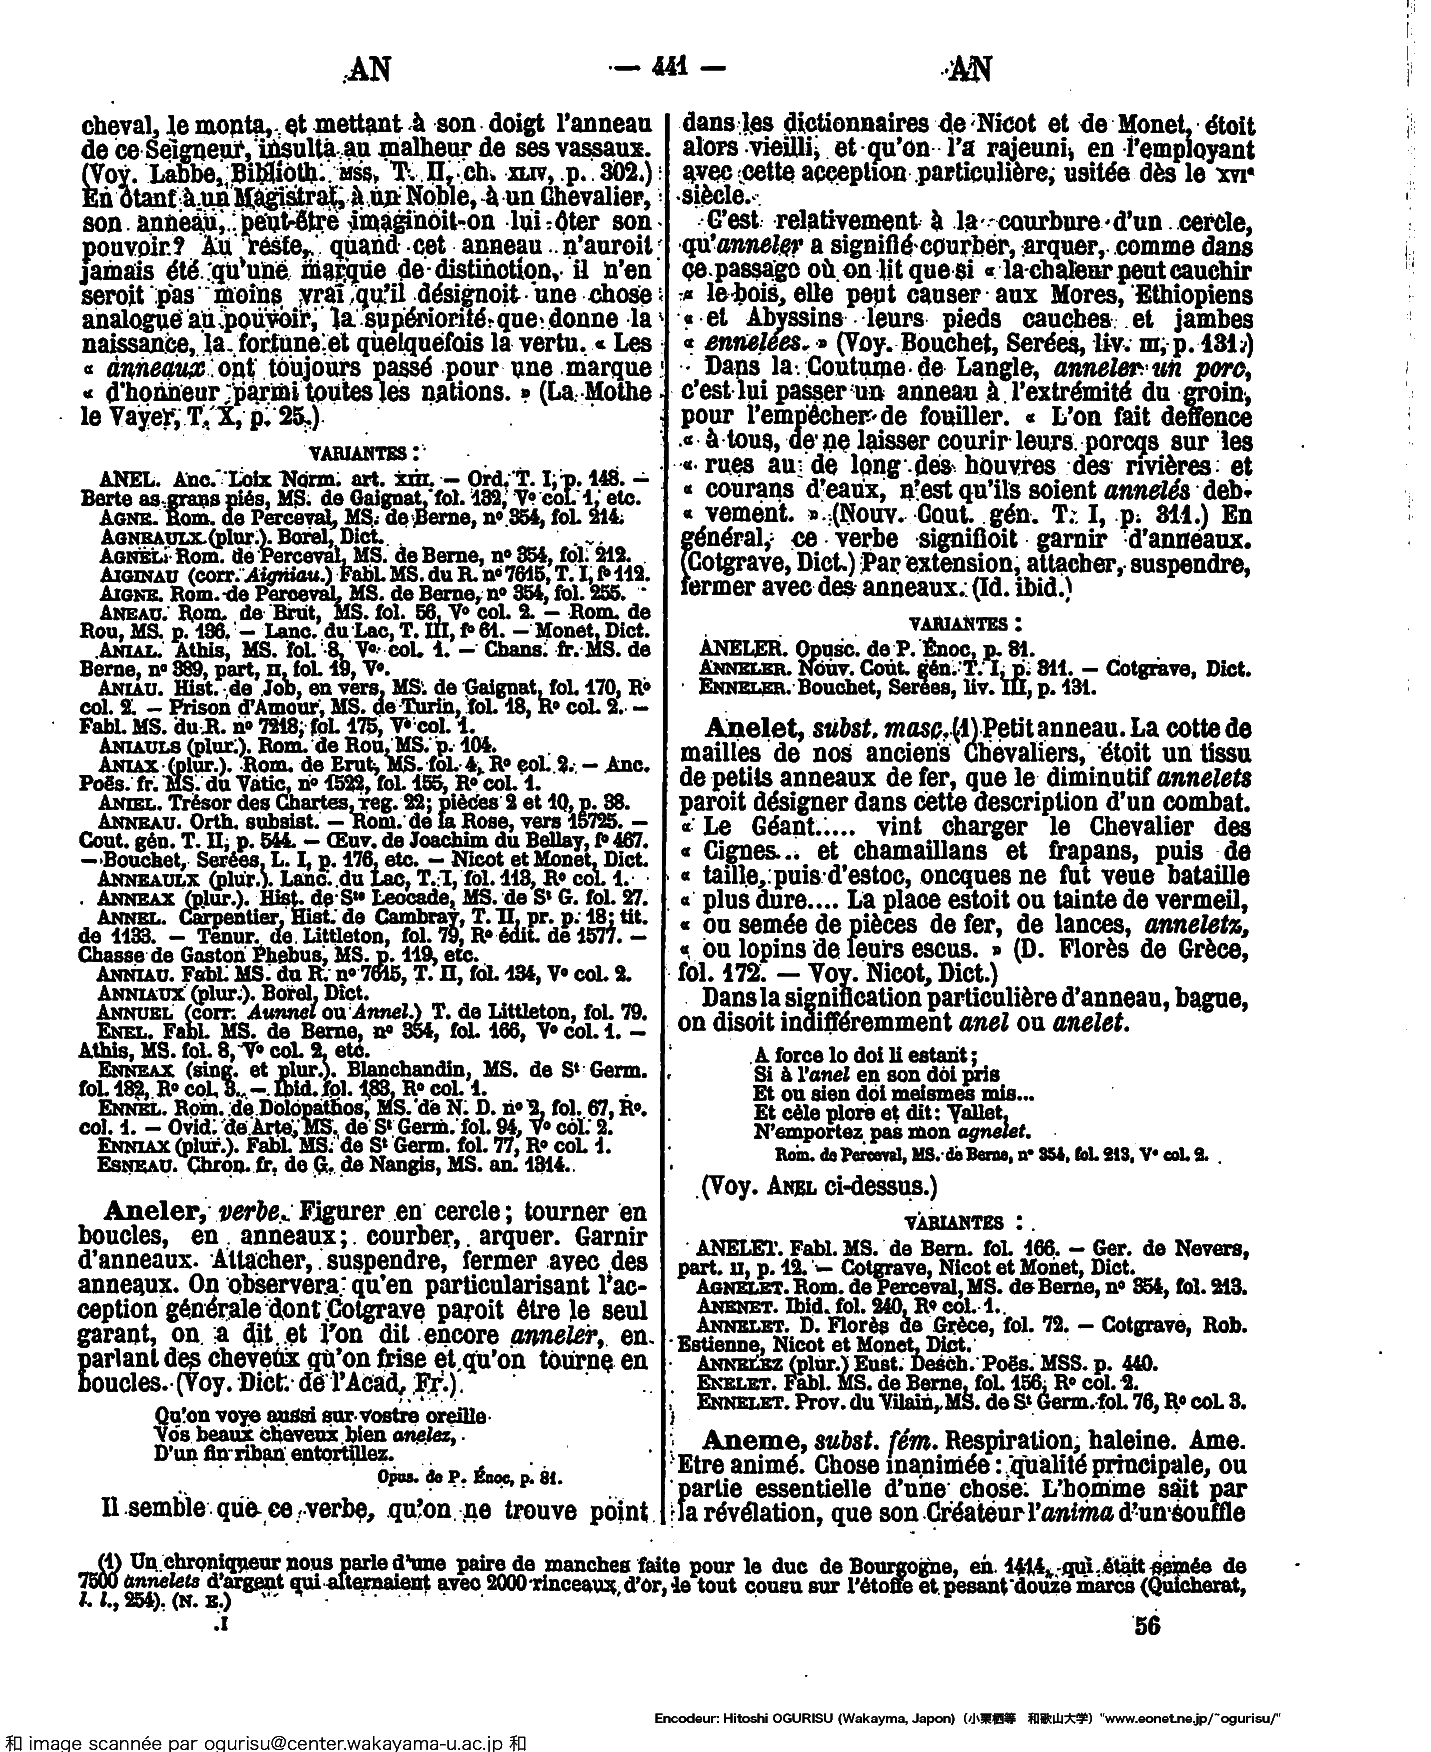 AN — 441 — AN
cheval, le monta, et mettant à son doigt l'anneau
de ce Seigneur, insulta au malheur de ses vassaux.
(Voy. Labbe, Biblioth. MSS, T. II, ch. XLIV, p. 302.)
En ôtant à un Magistrat, à un Noble, à un Chevalier,
son anneau, peut-être imaginoit-on lui ôter son
pouvoir? Au reste, quand cet anneau n'auroit
jamais été qu'une marque de distinction, il n'en
seroit pas moins vrai qu'il désignoit une chose
analogue au pouvoir, la supériorité que donne la
naissance, la fortune et quelquefois la vertu. « Les
« anneaux ont toujours passé pour une marque
« d'honneur parmi toutes les nations. » (La Mothe
le Vayer, T. X, p. 25.)
VARIANTES :
ANEL. Anc. Loix Norm. art. XIII. — Ord. T. I, p. 148. —
Berte as grans piés, MS. de Gaignat, fol. 132, Vº col. 1, etc.
AGNE. Rom. de Perceval, MS. de Berne, nº 354, fol. 214.
AGNEAULX (plur.). Borel, Dict.
AGNEL. Rom. de Perceval, MS. de Berne, nº 354, fol. 212.
AIGINAU (corr. Aigniau.) Fabl. MS. du R. nº 7615, T. I, fº 112.
AIGNE. Rom. de Perceval, MS. de Berne, nº 354, fol. 255.
ANEAU. Rom. de Brut, MS. fol. 56, Vº col. 2. — Rom. de
Rou, MS. p. 136. — Lanc. du Lac, T. III, fº 61. — Monet, Dict.
ANIAL. Athis, MS. fol. 8, Vº col. 1. — Chans. fr. MS. de
Berne, nº 389, part. II, fol. 19, Vº.
ANIAU. Hist. de Job, en vers, MS. de Gaignat, fol. 170, Rº
col. 2. — Prison d'Amour, MS. de Turin, fol. 18, Rº col. 2. —
Fabl. MS. du R. nº 7218, fol. 175, Vº col. 1.
ANIAULS (plur.). Rom. de Rou, MS. p. 104.
ANIAX (plur.). Rom. de Erut, MS. fol. 4, Rº col. 2. — Anc.
Poës. fr. MS. du Vatic. nº 1522, fol. 155, Rº col. 1.
ANIEL. Trésor des Chartes, reg. 22; pièces 2 et 10, p. 38.
ANNEAU. Orth. subsist. — Rom. de la Rose, vers 15725. —
Cout. gén. T. II, p. 544. — Œuv. de Joachim du Bellay, fº 467.
— Bouchet, Serées, L. I, p. 176, etc. — Nicot et Monet, Dict.
ANNEAULX (plur.). Lanc. du Lac, T. I, fol. 113, Rº col. 1.
ANNEAX (plur.). Hist. de Ste Leocade, MS. de St G. fol. 27.
ANNEL. Carpentier, Hist. de Cambray, T. II, pr. p. 18; tit.
de 1133. — Tenur. de Littleton, fol. 79, Rº édit. de 1577. —
Chasse de Gaston Phebus, MS. p. 119, etc.
ANNIAU. Fabl. MS. du R. nº 7615, T. II, fol. 134, Vº col. 2.
ANNIAUX (plur.). Borel, Dict.
ANNUEL (corr. Aunnel ou Annel.) T. de Littleton, fol. 79.
ENEL. Fabl. MS. de Berne, nº 354, fol. 166, Vº col. 1. —
Athis, MS. fol. 8, Vº col. 2, etc.
ENNEAX (sing. et plur.). Blanchandin, MS. de St Germ.
fol. 182, Rº col. 3. — Ibid. fol. 183, Rº col. 1.
ENNEL. Rom. de Dolopathos, MS. de N. D. nº 2, fol. 67, Rº.
col. 1. — Ovid. de Arte, MS. de St Germ. fol. 94, Vº col. 2.
ENNIAX (plur.). Fabl. MS. de St Germ. fol. 77, Rº col. 1.
ESNEAU. Chron. fr. de G. de Nangis, MS. an. 1314.
Aneler, verbe. Figurer en cercle; tourner en
boucles, en anneaux; courber, arquer. Garnir
d'anneaux. Attacher, suspendre, fermer avec des
anneaux. On observera qu'en particularisant l'ac-
ception générale dont Cotgrave paroit être le seul
garant, on a dit et l'on dit encore anneler, en
parlant des cheveux qu'on frise et qu'on tourne en
boucles. (Voy. Dict. de l'Acad. Fr.)
Qu'on voye aussi sur vostre oreille
Vos beaux cheveux bien anelez,
D'un fin riban entortillez.
Opus. de P. Énoc, p. 81.
Il semble que ce verbe, qu'on ne trouve point
dans les dictionnaires de Nicot et de Monet, étoit
alors vieilli, et qu'on l'a rajeuni, en l'employant
avec cette acception particulière, usitée dès le XVIe
siècle.
C'est relativement à la courbure d'un cercle,
qu'anneler a signifié courber, arquer, comme dans
ce passage où on lit que si « la chaleur peut cauchir
« le bois, elle peut causer aux Mores, Ethiopiens
« et Abyssins leurs pieds cauches et jambes
« ennelées. » (Voy. Bouchet, Serées, liv. III, p. 131.)
Dans la Coutume de Langle, anneler un porc,
c'est lui passer un anneau à l'extrémité du groin,
pour l'empêcher de fouiller. « L'on fait deffence
« à tous, de ne laisser courir leurs porcqs sur les
« rues au de long des houvres des rivières et
« courans d'eaux, n'est qu'ils soient annelés deb-
« vement. » (Nouv. Cout. gén. T. I, p. 311.) En
général, ce verbe signifioit garnir d'anneaux.
(Cotgrave, Dict.) Par extension, attacher, suspendre,
fermer avec des anneaux. (Id. ibid.)
VARIANTES :
ANELER. Opusc. de P. Énoc, p. 81.
ANNELER. Nouv. Cout. gén. T. I, p. 311. — Cotgrave, Dict.
ENNELER. Bouchet, Serées, liv. III, p. 131.
Anelet, subst. masc. (1) Petit anneau. La cotte de
mailles de nos anciens Chevaliers, étoit un tissu
de petits anneaux de fer, que le diminutif annelets
paroit désigner dans cette description d'un combat.
« Le Géant..... vint charger le Chevalier des
« Cignes... et chamaillans et frapans, puis de
« taille, puis d'estoc, oncques ne fut veue bataille
« plus dure.... La place estoit ou tainte de vermeil,
« ou semée de pièces de fer, de lances, anneletz,
« ou lopins de leurs escus. » (D. Florès de Grèce,
fol. 172. — Voy. Nicot, Dict.)
Dans la signification particulière d'anneau, bague,
on disoit indifféremment anel ou anelet.
A force lo doi li estant;
Si à l'anel en son doi pris
Et ou sien doi meismes mis...
Et cèle plore et dit: Vallet,
N'emportez pas mon agnelet.
Rom. de Perceval, MS. de Berne, nº 354, fol. 213, Vº col. 2.
(Voy. ANEL ci-dessus.)
VARIANTES :
ANELET. Fabl. MS. de Bern. fol. 166. — Ger. de Nevers,
part. II, p. 12. — Cotgrave, Nicot et Monet, Dict.
AGNELET. Rom. de Perceval, MS. de Berne, nº 354, fol. 213.
ANENET. Ibid. fol. 240, Rº col. 1.
ANNELET. D. Florès de Grèce, fol. 72. — Cotgrave, Rob.
Estienne, Nicot et Monet, Dict.
ANNELEZ (plur.) Eust. Desch. Poës. MSS. p. 440.
ENELET. Fabl. MS. de Berne, fol. 156, Rº col. 2.
ENNELET. Prov. du Vilain, MS. de St Germ. fol. 76, Rº col. 3.
Aneme, subst. fém. Respiration, haleine. Ame.
Etre animé. Chose inanimée : qualité principale, ou
partie essentielle d'une chose. L'homme sait par
la révélation, que son Créateur l'anima d'un souffle
(1) Un chroniqueur nous parle d'une paire de manches faite pour le duc de Bourgogne, en 1414, qui était semée de
7500 annelets d'argent qui alternaient avec 2000 rinceaux d'or, le tout cousu sur l'étoffe et pesant douze marcs (Quicherat,
l. l., 254). (N. E.)
I 56
Encodeur: Hitoshi OGURISU (Wakayma, Japon) (小栗栖等 和歌山大学) "www.eonet.ne.jp/~ogurisu/"
和 image scannée par ogurisu@center.wakayama-u.ac.jp 和